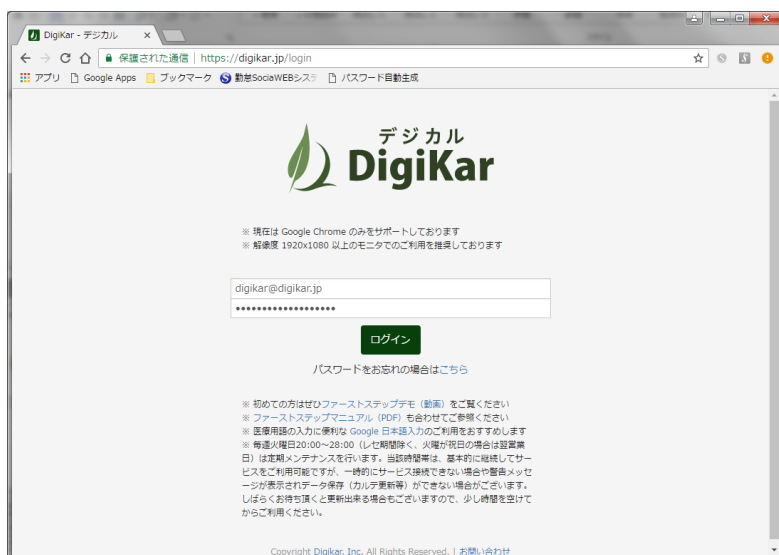 DigiKar - デジカル
保護された通信 | https://digikar.jp/login
アプリ Google Apps ブックマーク 勤怠SociaWEBシステ パスワード自動生成
デジカル
DigiKar
※ 現在は Google Chrome のみをサポートしております
※ 解像度 1920x1080 以上のモニタでのご利用を推奨しております
digikar@digikar.jp
•••••••••••••••••••
ログイン
パスワードをお忘れの場合はこちら
※ 初めての方はぜひファーストステップデモ（動画）をご覧ください
※ ファーストステップマニュアル（PDF）も合わせてご参照ください
※ 医療用語の入力に便利な Google 日本語入力のご利用をおすすめします
※ 毎週火曜日20:00～28:00（レセ期間除く、火曜が祝日の場合は翌営業
日）は定期メンテナンスを行います。当該時間帯は、基本的に継続してサー
ビスをご利用可能ですが、一時的にサービス接続できない場合や警告メッセ
ージが表示されデータ保存（カルテ更新等）ができない場合がございます。
しばらくお待ち頂くと更新出来る場合もございますので、少し時間を空けて
からご利用ください。
Copyright Digikar, Inc. All Rights Reserved. | お問い合わせ